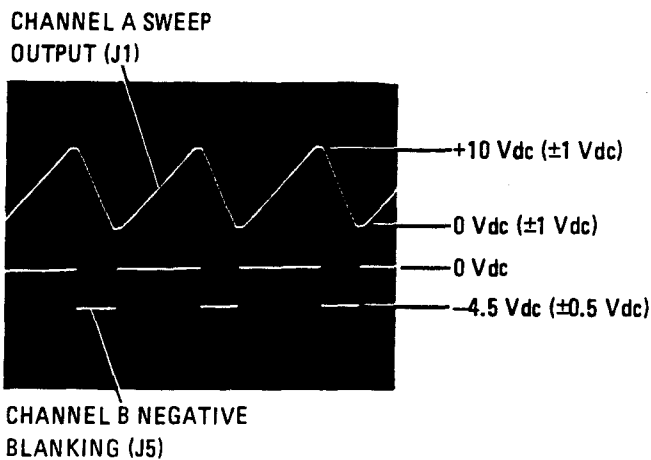 CHANNEL A SWEEP
OUTPUT (J1)
+10 Vdc (±1 Vdc)
0 Vdc (±1 Vdc)
0 Vdc
–4.5 Vdc (±0.5 Vdc)
CHANNEL B NEGATIVE
BLANKING (J5)